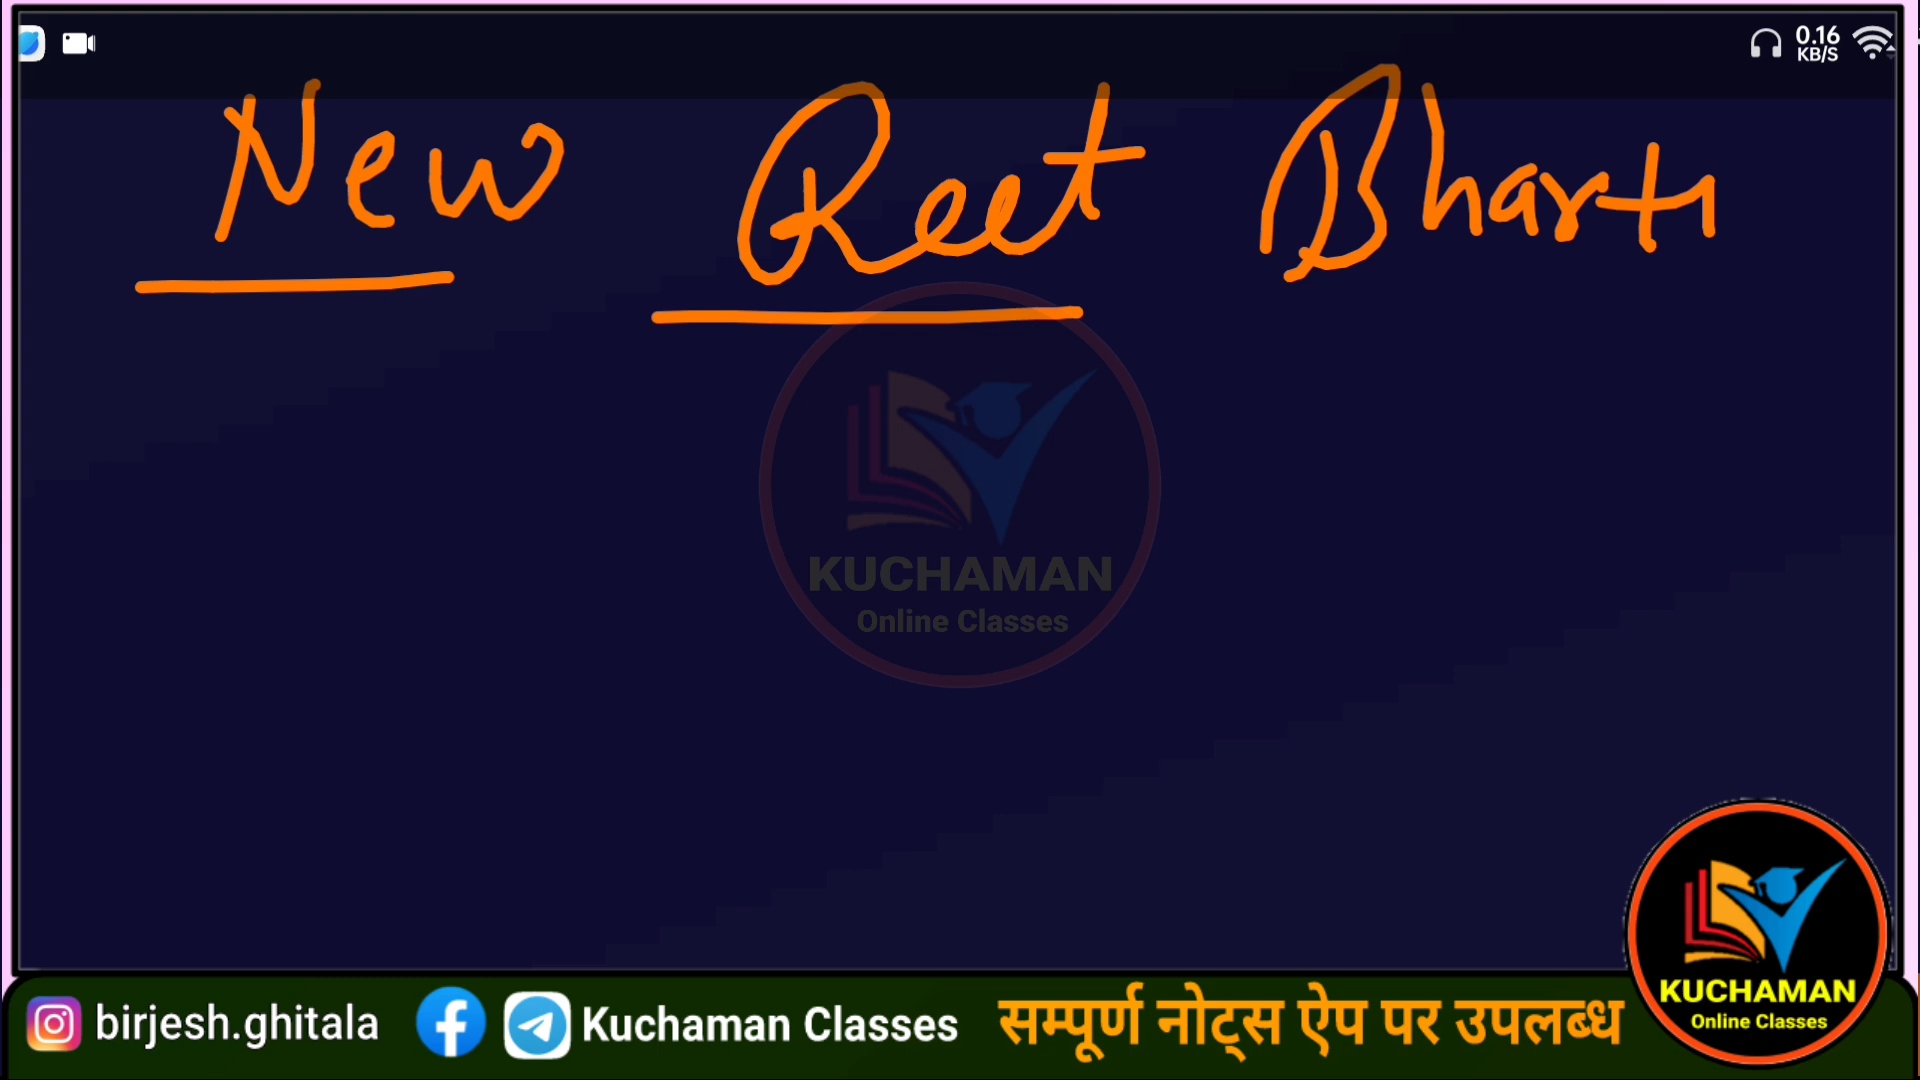 0.16
KB/S
New Reet Bharti
KUCHAMAN
Online Classes
birjesh.ghitala
Kuchaman Classes
सम्पूर्ण नोट्स ऐप पर उपलब्ध
KUCHAMAN
Online Classes